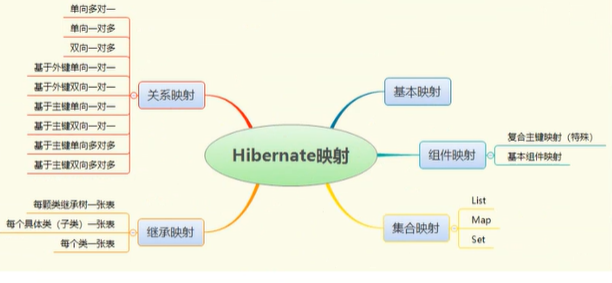 单向多对一
单向一对多
双向一对多
基于外键单向一对一
基于外键双向一对一
基于主键单向一对一
基于主键双向一对一
基于主键单向多对多
基于主键双向多对多
关系映射
每颗类继承树一张表
每个具体类（子类）一张表
每个类一张表
继承映射
Hibernate映射
基本映射
组件映射
复合主键映射（特殊）
基本组件映射
集合映射
List
Map
Set